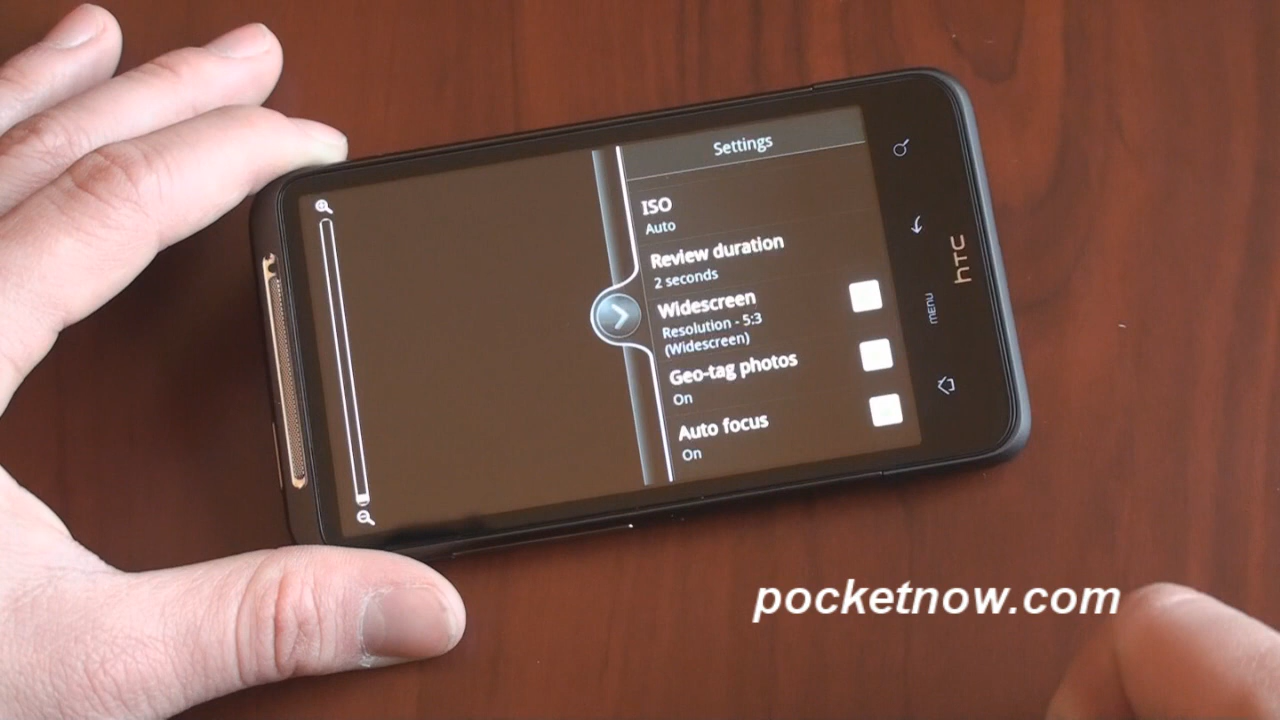 Settings
ISO
Auto
Review duration
2 seconds
Widescreen
Resolution - 5:3
(Widescreen)
Geo-tag photos
On
Auto focus
On
MENU
hTC
pocketnow.com